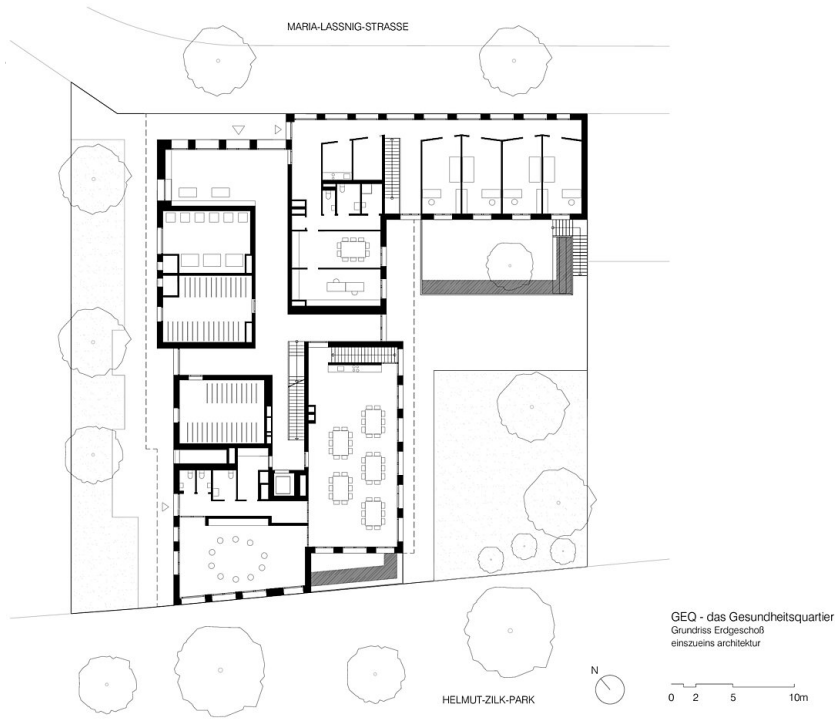 MARIA-LASSNIG-STRASSE
GEQ - das Gesundheitsquartier
Grundriss Erdgeschoß
einszueins architektur
N
HELMUT-ZILK-PARK
0 2 5 10m